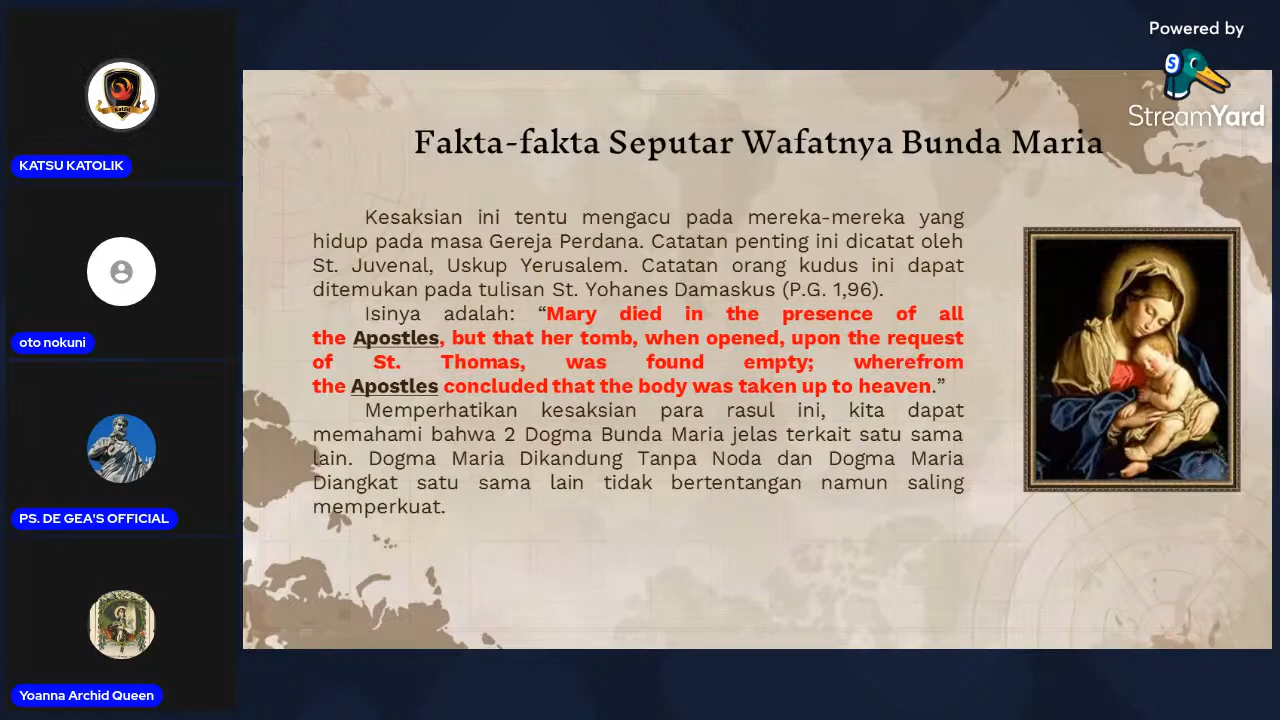 Powered by
StreamYard
KATSU KATOLIK
oto nokuni
PS. DE GEA'S OFFICIAL
Yoanna Archid Queen
Fakta-fakta Seputar Wafatnya Bunda Maria
Kesaksian ini tentu mengacu pada mereka-mereka yang
hidup pada masa Gereja Perdana. Catatan penting ini dicatat oleh
St. Juvenal, Uskup Yerusalem. Catatan orang kudus ini dapat
ditemukan pada tulisan St. Yohanes Damaskus (P.G. 1,96).
Isinya adalah: “Mary died in the presence of all
the Apostles, but that her tomb, when opened, upon the request
of St. Thomas, was found empty; wherefrom
the Apostles concluded that the body was taken up to heaven.”
Memperhatikan kesaksian para rasul ini, kita dapat
memahami bahwa 2 Dogma Bunda Maria jelas terkait satu sama
lain. Dogma Maria Dikandung Tanpa Noda dan Dogma Maria
Diangkat satu sama lain tidak bertentangan namun saling
memperkuat.